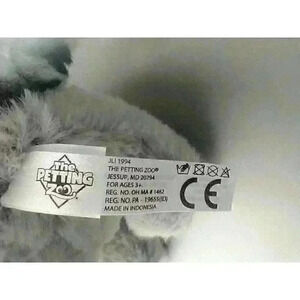 The
PETTING
ZOO
JLI 1994
THE PETTING ZOO®
JESSUP, MD 20794
FOR AGES 3+.
REG. NO. OH MA # 1462
REG. NO. PA - 19655(ID)
MADE IN INDONESIA
CE